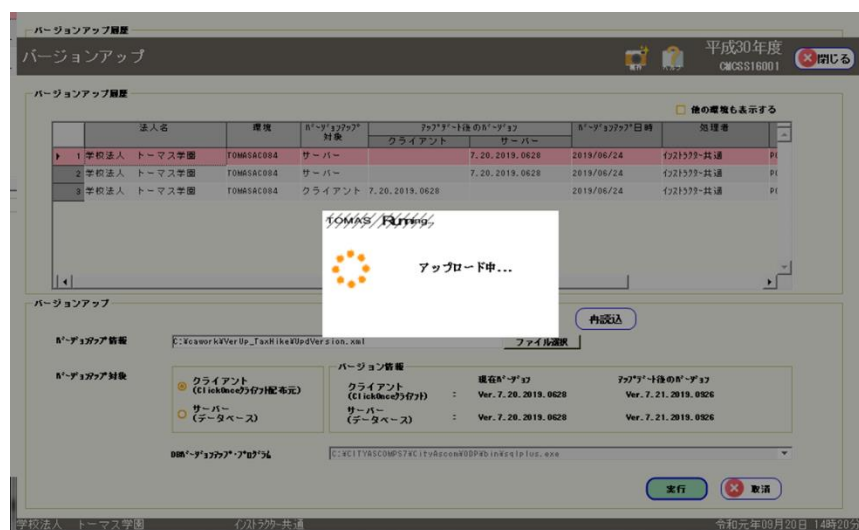 バージョンアップ履歴
バージョンアップ
平成30年度
CMCSS16001
閉じる
バージョンアップ履歴
他の環境も表示する
法人名 環境 ﾊﾞｰｼﾞｮﾝｱｯﾌﾟ対象 ｱｯﾌﾟﾃﾞｰﾄ後のﾊﾞｰｼﾞｮﾝ ﾊﾞｰｼﾞｮﾝｱｯﾌﾟ日時 処理者
クライアント サーバー
1 学校法人 トーマス学園 TOMASAC084 サーバー 7.20.2019.0628 2019/06/24 ｲﾝｽﾄﾗｸﾀｰ共通 P(
2 学校法人 トーマス学園 TOMASAC084 サーバー 7.20.2019.0628 2019/06/24 ｲﾝｽﾄﾗｸﾀｰ共通 P(
3 学校法人 トーマス学園 TOMASAC084 クライアント 7.20.2019.0628 2019/06/24 ｲﾝｽﾄﾗｸﾀｰ共通 P(
TOMAS Running...
アップロード中...
バージョンアップ
再読込
ﾊﾞｰｼﾞｮﾝｱｯﾌﾟ情報 C:¥cawork¥VerUp_TaxHike¥UpdVersion.xml ファイル選択
ﾊﾞｰｼﾞｮﾝｱｯﾌﾟ対象
クライアント
(ClickOnceｸﾗｲｱﾝﾄ配布元)
サーバー
(データベース)
バージョン情報
現在ﾊﾞｰｼﾞｮﾝ ｱｯﾌﾟﾃﾞｰﾄ後のﾊﾞｰｼﾞｮﾝ
クライアント
(ClickOnceｸﾗｲｱﾝﾄ) : Ver.7.20.2019.0628 Ver.7.21.2019.0926
サーバー
(データベース) : Ver.7.20.2019.0628 Ver.7.21.2019.0926
DBﾊﾞｰｼﾞｮﾝｱｯﾌﾟ･ﾌﾟﾛｸﾞﾗﾑ C:¥CITYASCOMPS7¥CityAscom¥ODP¥bin¥sqlplus.exe
実行
取消
学校法人 トーマス学園 ｲﾝｽﾄﾗｸﾀｰ共通 令和元年09月20日 14時20分